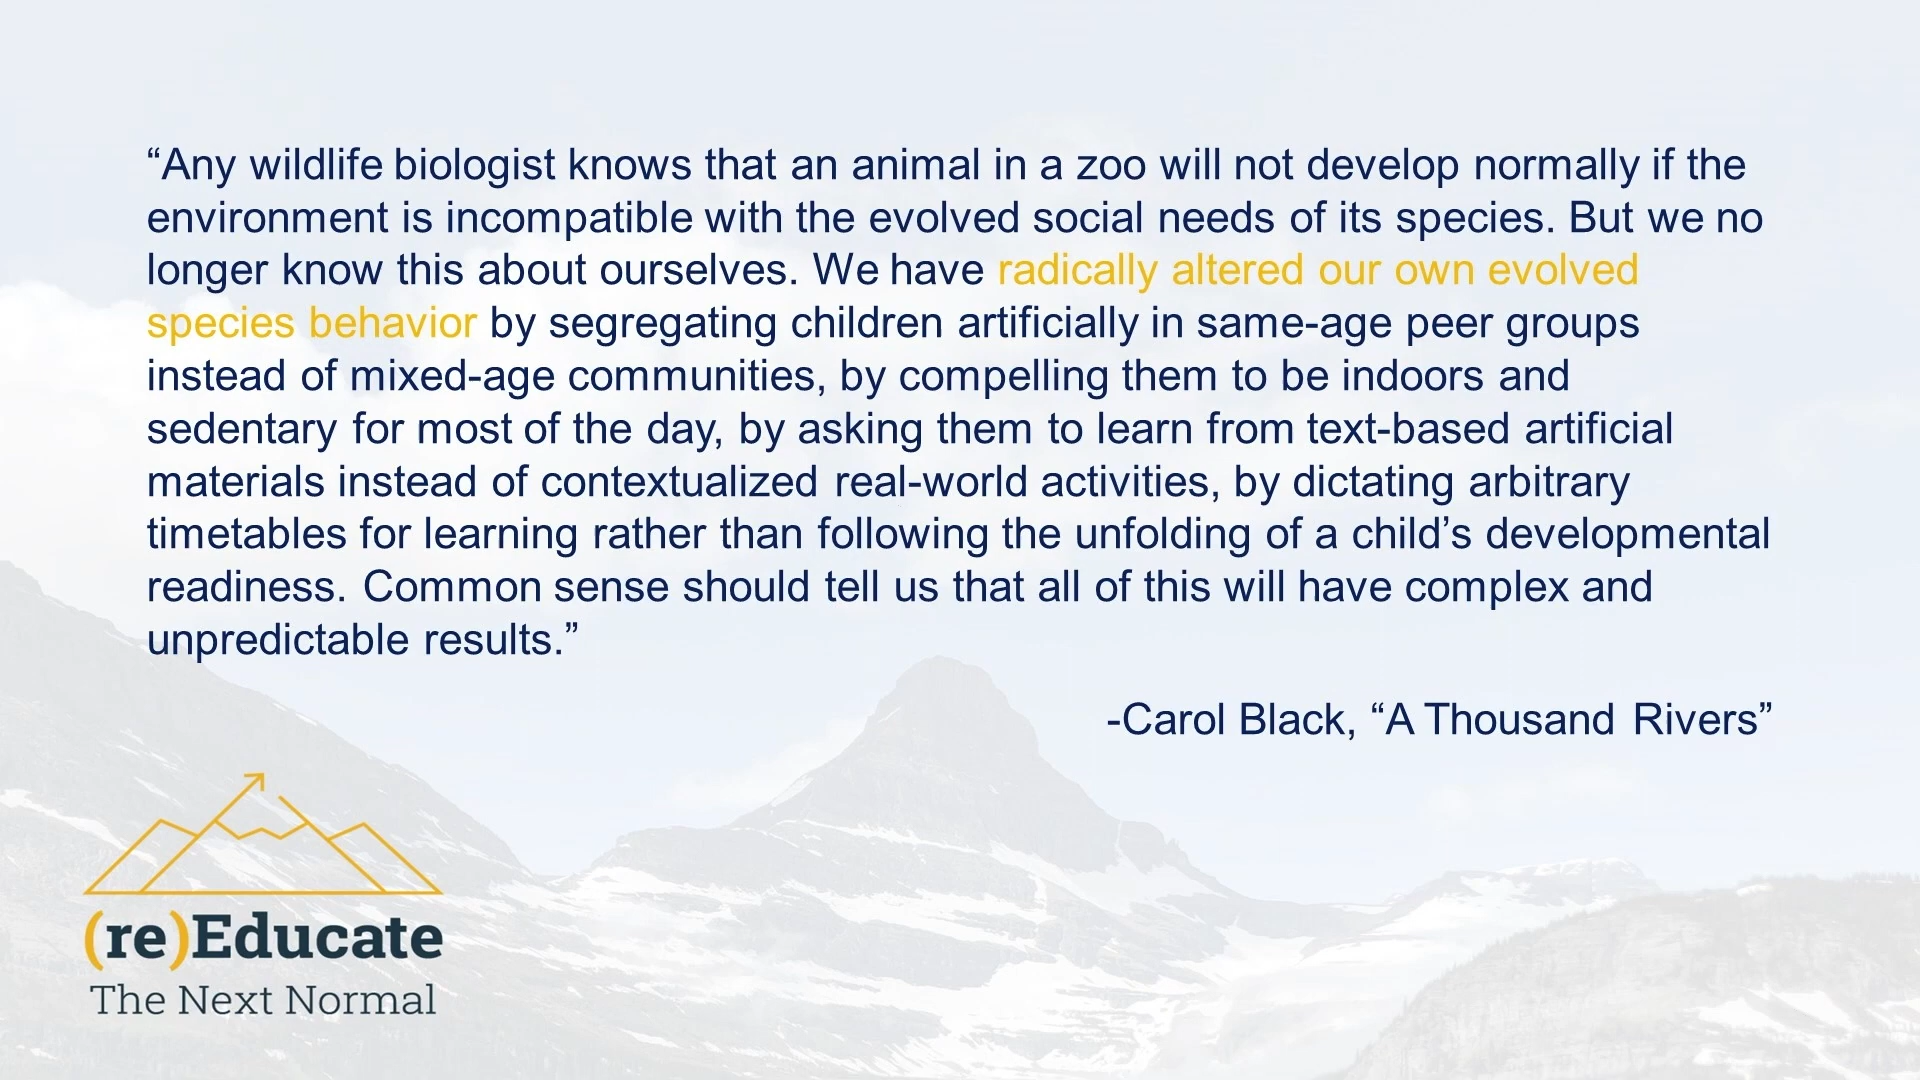 “Any wildlife biologist knows that an animal in a zoo will not develop normally if the
environment is incompatible with the evolved social needs of its species. But we no
longer know this about ourselves. We have radically altered our own evolved
species behavior by segregating children artificially in same-age peer groups
instead of mixed-age communities, by compelling them to be indoors and
sedentary for most of the day, by asking them to learn from text-based artificial
materials instead of contextualized real-world activities, by dictating arbitrary
timetables for learning rather than following the unfolding of a child’s developmental
readiness. Common sense should tell us that all of this will have complex and
unpredictable results.”
-Carol Black, “A Thousand Rivers”
(re)Educate
The Next Normal